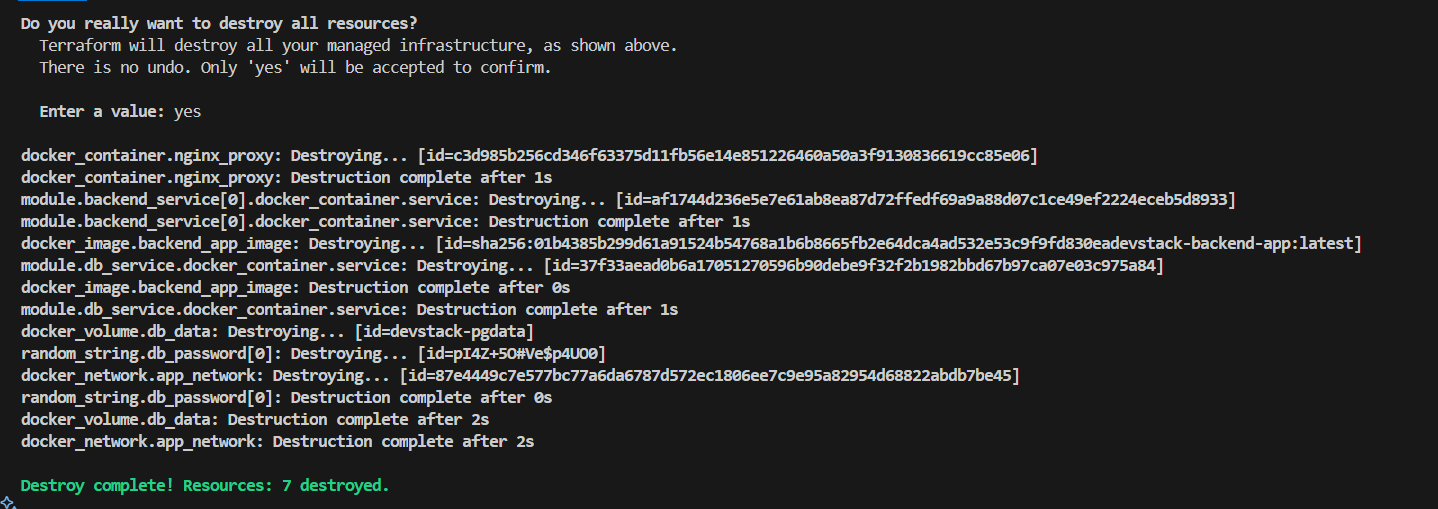 Do you really want to destroy all resources?
Terraform will destroy all your managed infrastructure, as shown above.
There is no undo. Only 'yes' will be accepted to confirm.
Enter a value: yes
docker_container.nginx_proxy: Destroying... [id=c3d985b256cd346f63375d11fb56e14e851226460a50a3f9130836619cc85e06]
docker_container.nginx_proxy: Destruction complete after 1s
module.backend_service[0].docker_container.service: Destroying... [id=af1744d236e5e7e61ab8ea87d72ffedf69a9a88d07c1ce49ef2224eceb5d8933]
module.backend_service[0].docker_container.service: Destruction complete after 1s
docker_image.backend_app_image: Destroying... [id=sha256:01b4385b299d61a91524b54768a1b6b8665fb2e64dca4ad532e53c9f9fd830eadevstack-backend-app:latest]
module.db_service.docker_container.service: Destroying... [id=37f33aead0b6a17051270596b90debe9f32f2b1982bbd67b97ca07e03c975a84]
docker_image.backend_app_image: Destruction complete after 0s
module.db_service.docker_container.service: Destruction complete after 1s
docker_volume.db_data: Destroying... [id=devstack-pgdata]
random_string.db_password[0]: Destroying... [id=pI4Z+5O#Ve$p4UO0]
docker_network.app_network: Destroying... [id=87e4449c7e577bc77a6da6787d572ec1806ee7c9e95a82954d68822abdb7be45]
random_string.db_password[0]: Destruction complete after 0s
docker_volume.db_data: Destruction complete after 2s
docker_network.app_network: Destruction complete after 2s
Destroy complete! Resources: 7 destroyed.